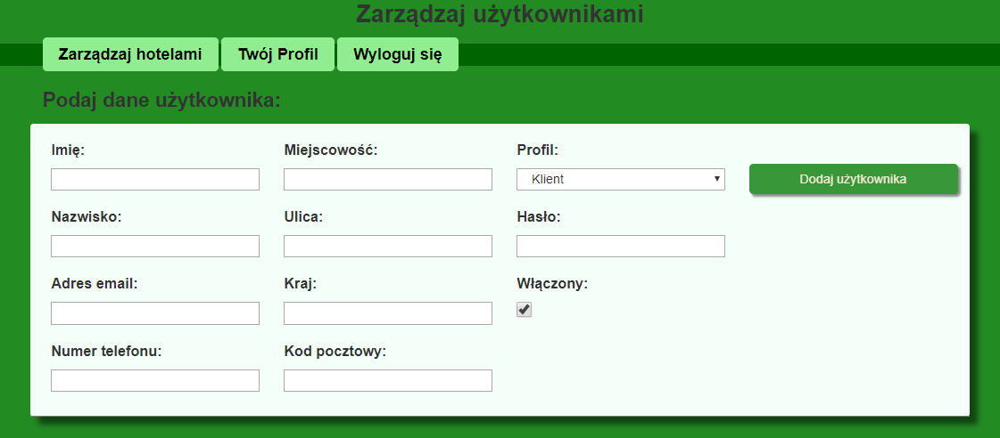 Zarządzaj użytkownikami
Zarządzaj hotelami Twój Profil Wyloguj się
Podaj dane użytkownika:
Imię: Miejscowość: Profil:
Klient Dodaj użytkownika
Nazwisko: Ulica: Hasło:
Adres email: Kraj: Włączony:
Numer telefonu: Kod pocztowy: